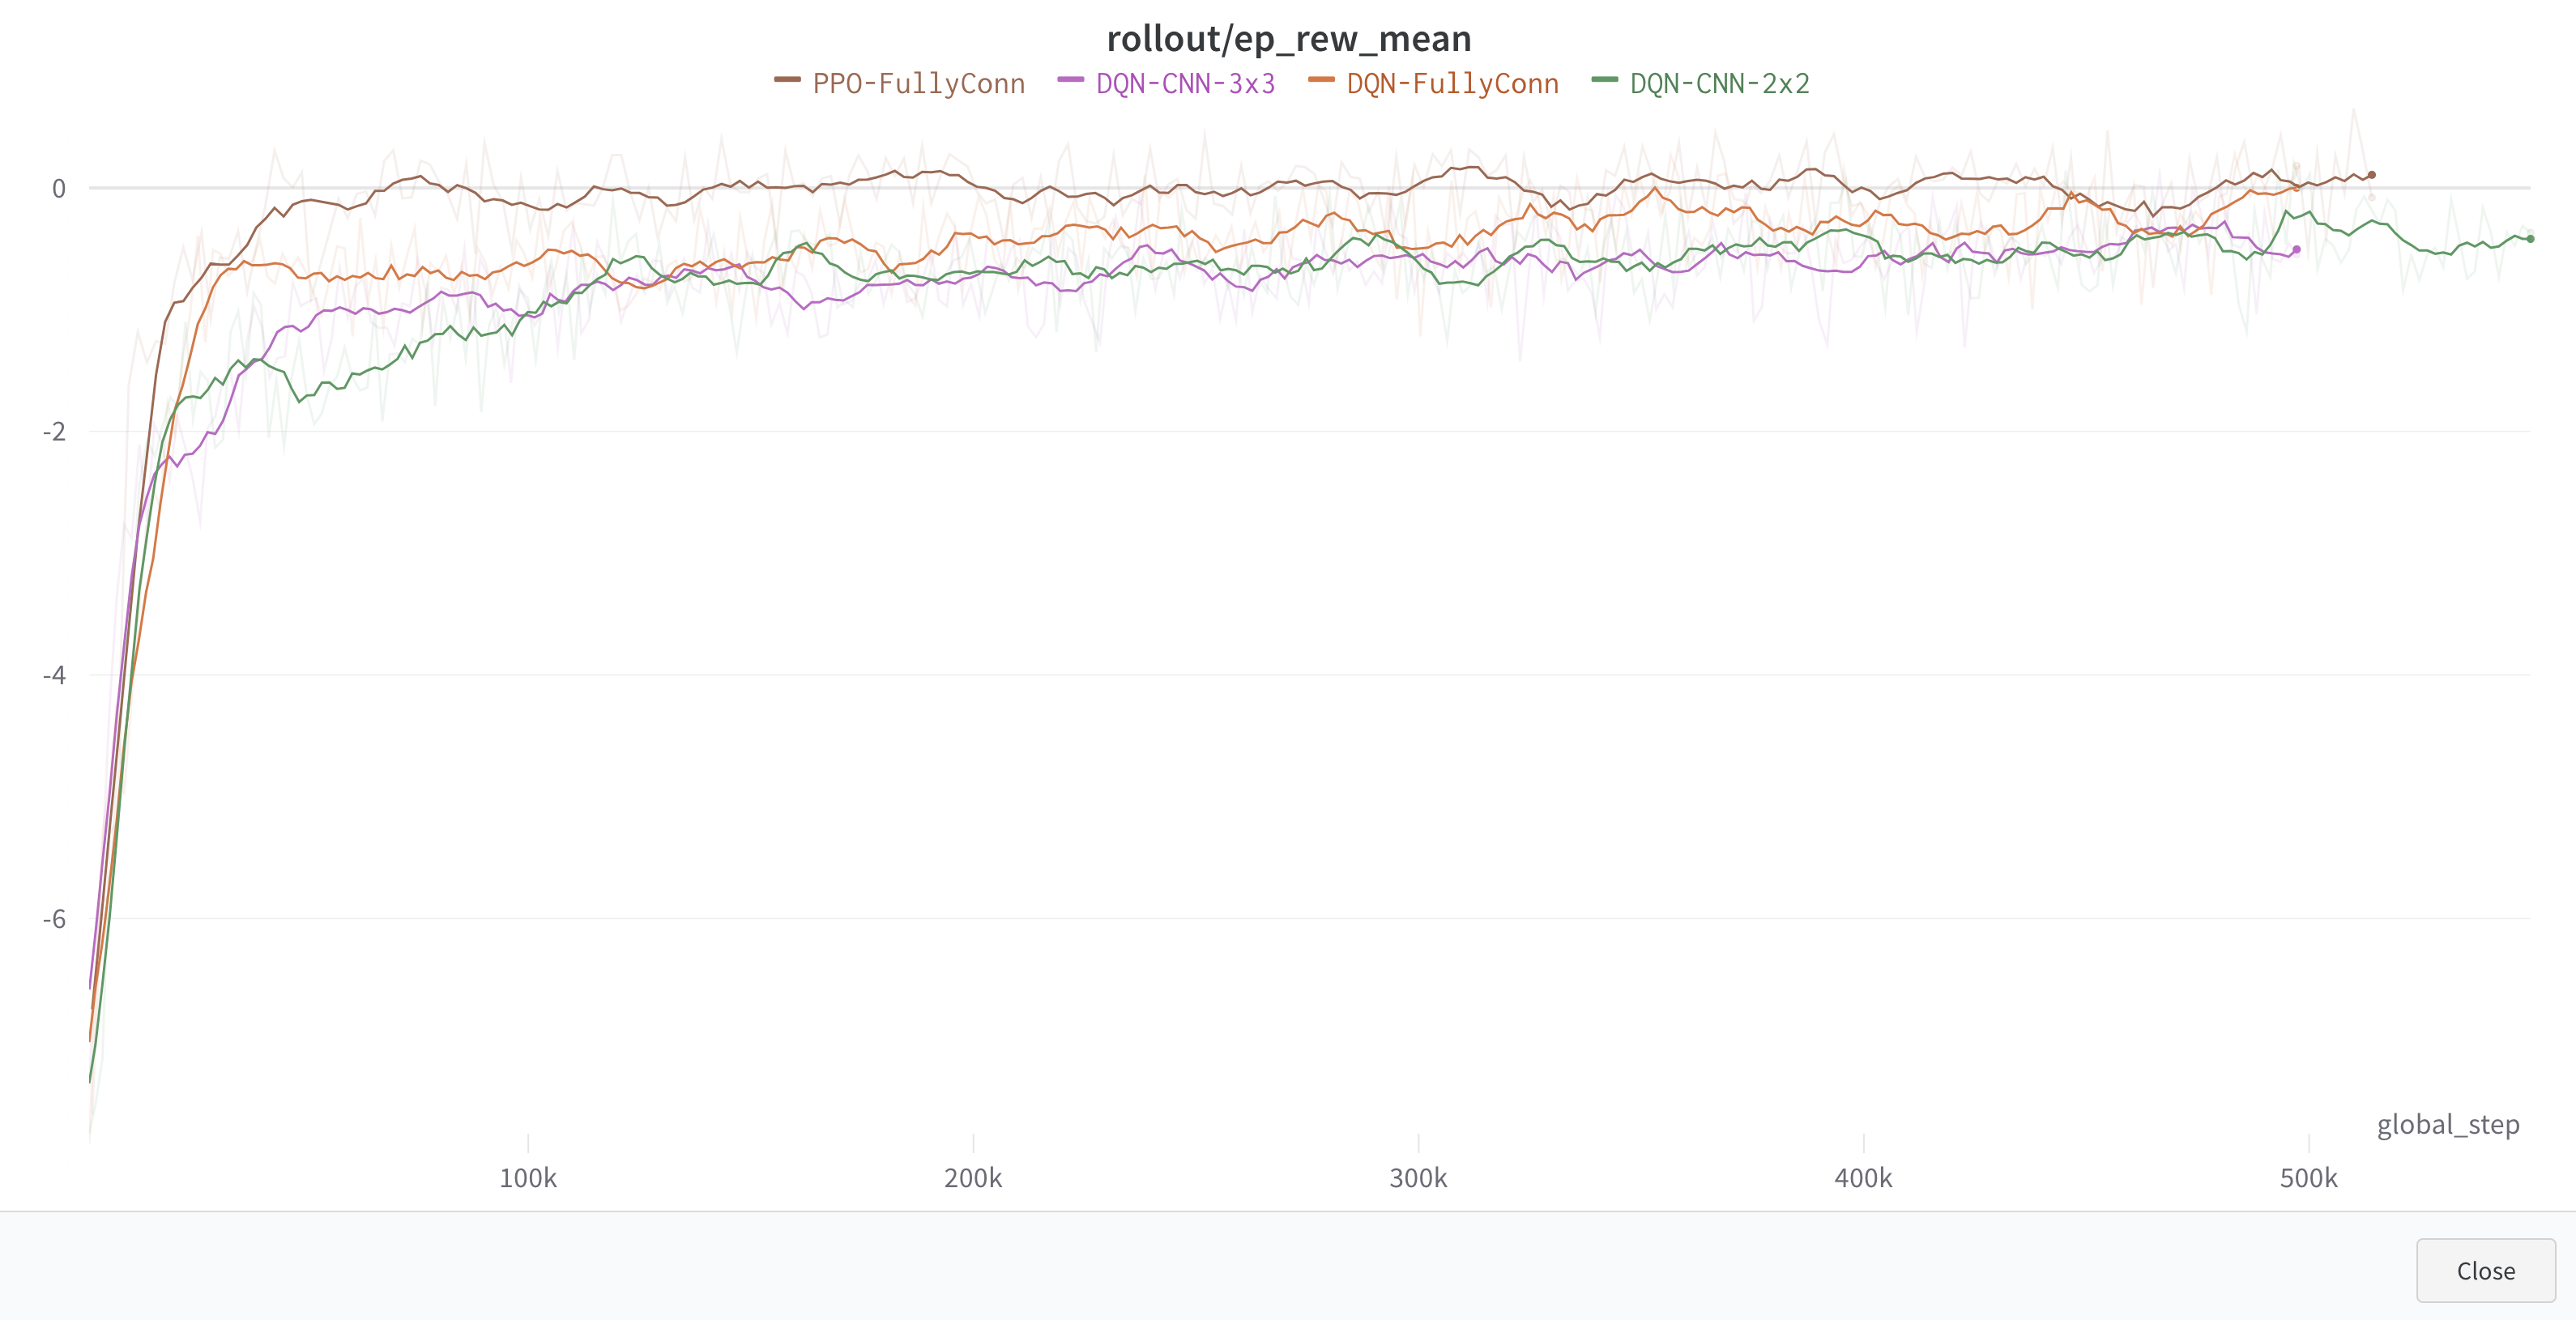 rollout/ep_rew_mean
PPO-FullyConn DQN-CNN-3x3 DQN-FullyConn DQN-CNN-2x2
0
-2
-4
-6
global_step
100k 200k 300k 400k 500k
Close